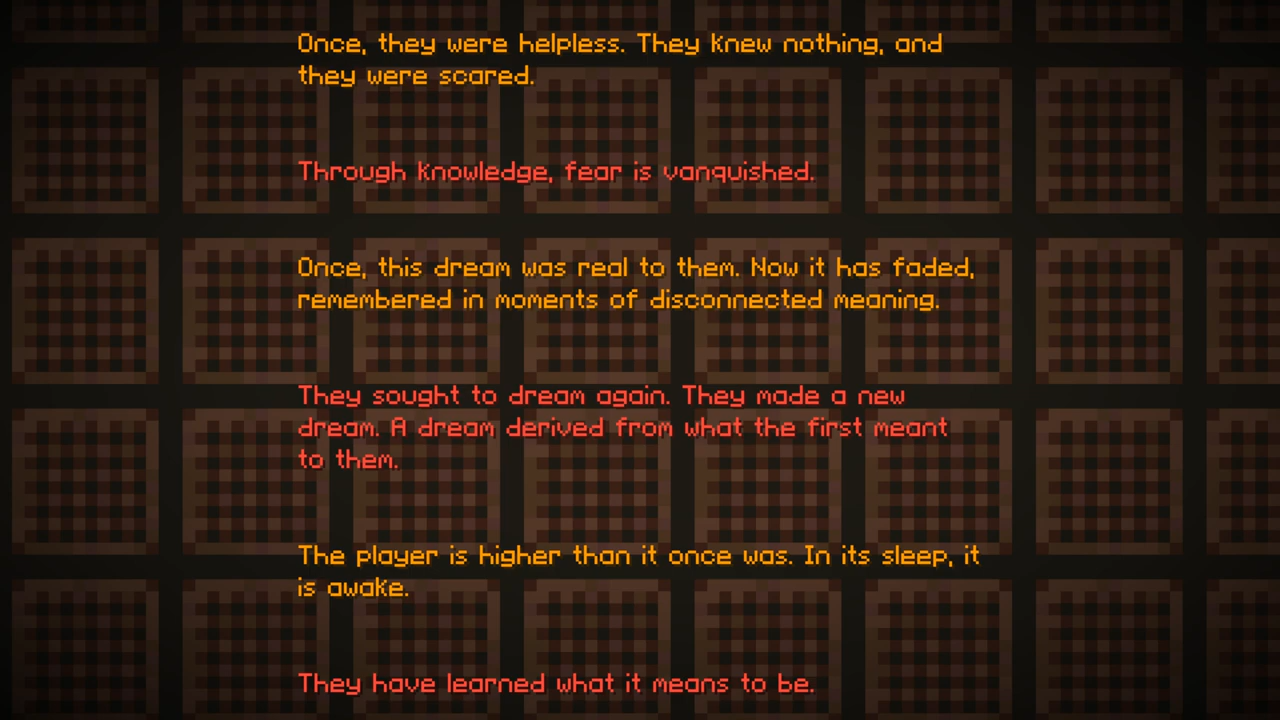 Once, they were helpless. They knew nothing, and
they were scared.
Through knowledge, fear is vanquished.
Once, this dream was real to them. Now it has faded,
remembered in moments of disconnected meaning.
They sought to dream again. They made a new
dream. A dream derived from what the first meant
to them.
The player is higher than it once was. In its sleep, it
is awake.
They have learned what it means to be.